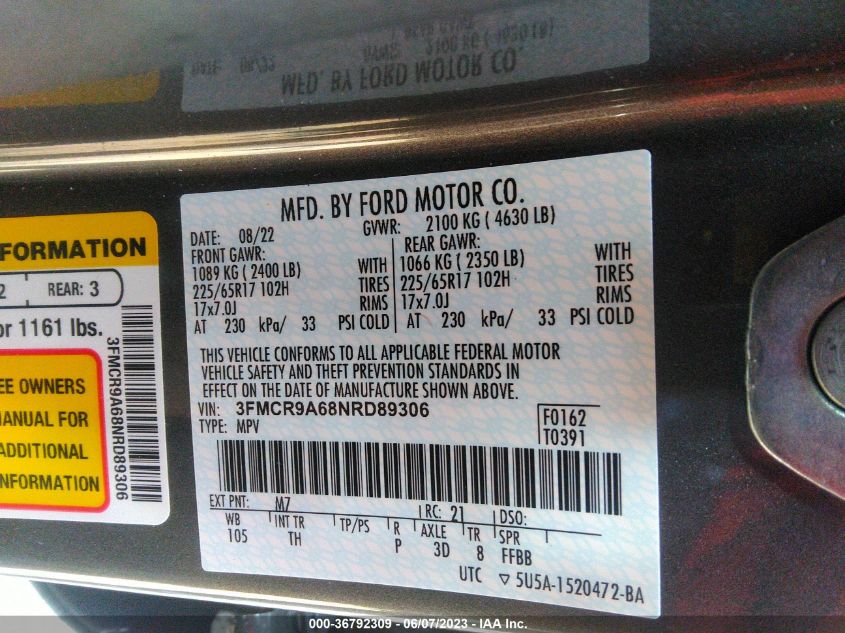 MFD. BY FORD MOTOR CO.
DATE: 08/22
GVWR: 2100 KG ( 4630 LB)
FRONT GAWR:
1089 KG (2400 LB)
225/65R17 102H
17x7.0J
WITH
TIRES
RIMS
AT 230 kPa/ 33 PSI COLD
REAR GAWR:
1066 KG ( 2350 LB)
225/65R17 102H
17x7.0J
WITH
TIRES
RIMS
AT 230 kPa/ 33 PSI COLD
THIS VEHICLE CONFORMS TO ALL APPLICABLE FEDERAL MOTOR
VEHICLE SAFETY AND THEFT PREVENTION STANDARDS IN
EFFECT ON THE DATE OF MANUFACTURE SHOWN ABOVE.
VIN: 3FMCR9A68NRD89306
TYPE: MPV
F0162
T0391
EXT PNT: M7 RC: 21 DSO:
WB INT TR TP/PS R AXLE TR SPR
105 TH P 3D 8 FFBB
UTC ▽ 5U5A-1520472-BA
FORMATION
2 REAR: 3
or 1161 lbs.
EE OWNERS
MANUAL FOR
ADDITIONAL
INFORMATION
3FMCR9A68NRD89306
MFD. BY FORD MOTOR CO.
DATE: 08/22
000-36792309 - 06/07/2023 - IAA Inc.